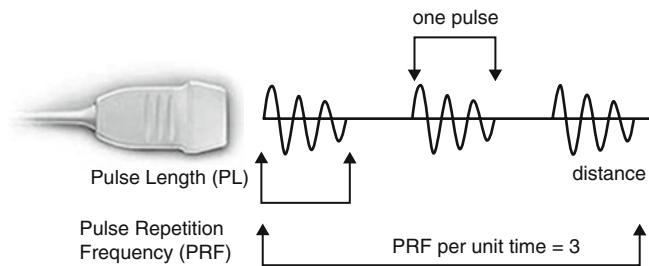 one pulse
Pulse Length (PL)
distance
Pulse Repetition
Frequency (PRF)
PRF per unit time = 3